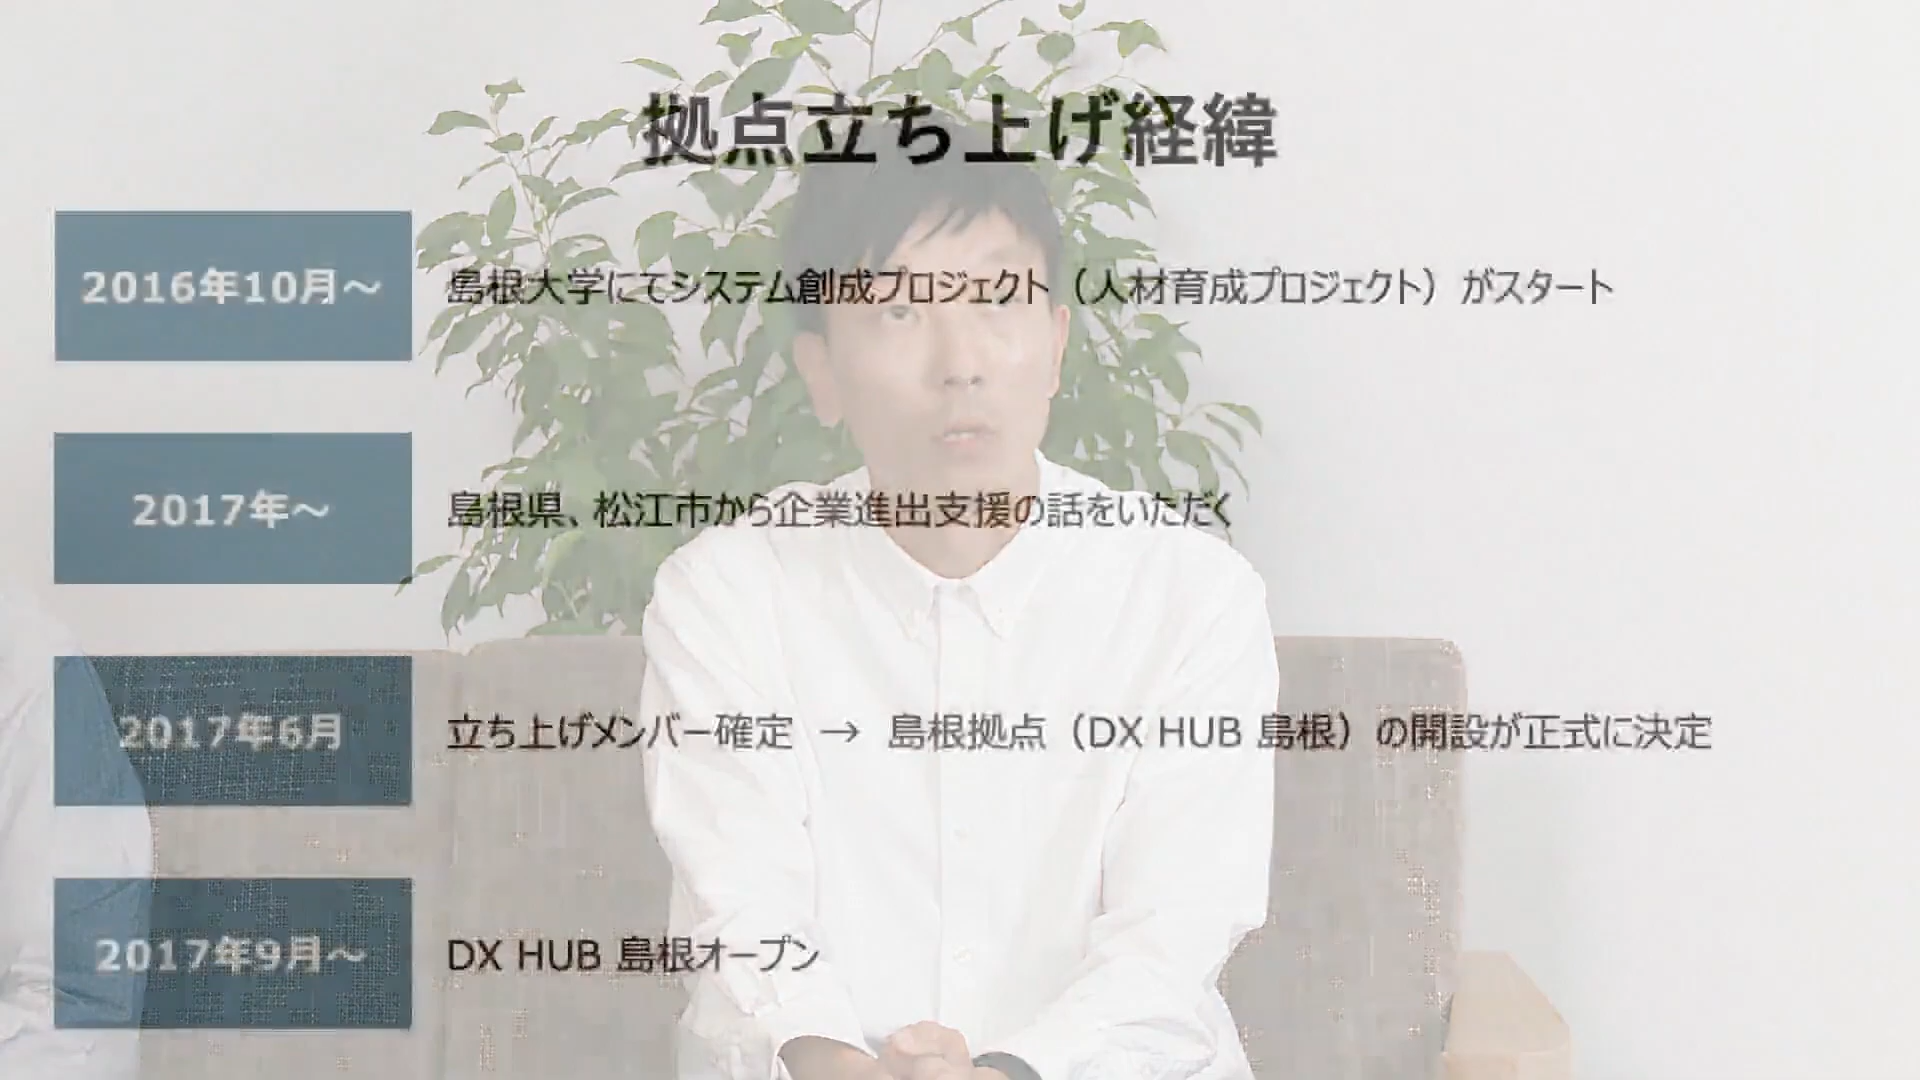 拠点立ち上げ経緯
2016年10月～
島根大学にてシステム創成プロジェクト（人材育成プロジェクト）がスタート
2017年～
島根県、松江市から企業進出支援の話をいただく
2017年6月
立ち上げメンバー確定 → 島根拠点（DX HUB 島根）の開設が正式に決定
2017年9月～
DX HUB 島根オープン